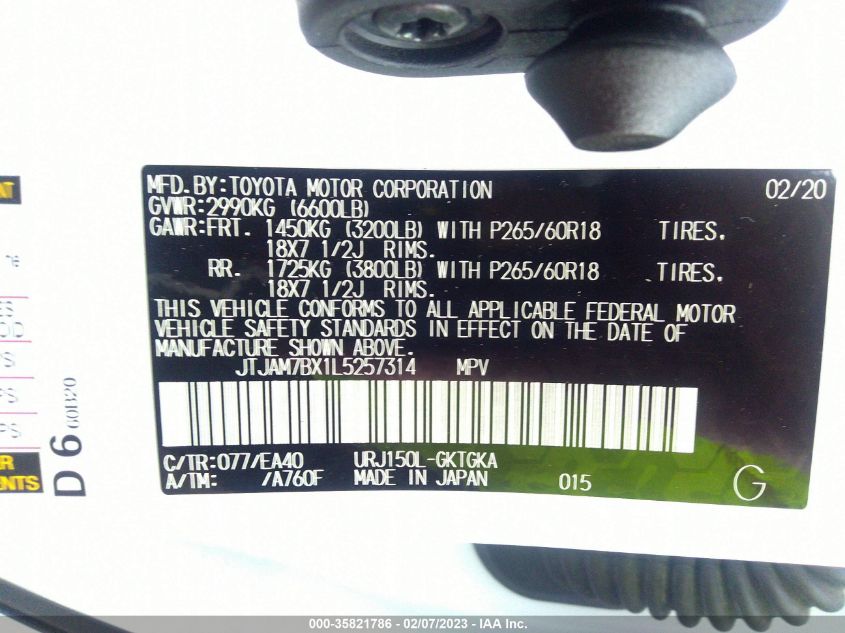 MFD.BY:TOYOTA MOTOR CORPORATION 02/20
GVWR:2990KG (6600LB)
GAWR:FRT. 1450KG (3200LB) WITH P265/60R18 TIRES.
18X7 1/2J RIMS.
RR. 1725KG (3800LB) WITH P265/60R18 TIRES.
18X7 1/2J RIMS.
THIS VEHICLE CONFORMS TO ALL APPLICABLE FEDERAL MOTOR
VEHICLE SAFETY STANDARDS IN EFFECT ON THE DATE OF
MANUFACTURE SHOWN ABOVE.
JTJAM7BX1L5257314 MPV
C/TR:077/EA40 URJ150L-GKTGKA
A/TM: /A760F MADE IN JAPAN 015 G
D 6 60B20
000-35821786 - 02/07/2023 - IAA Inc.